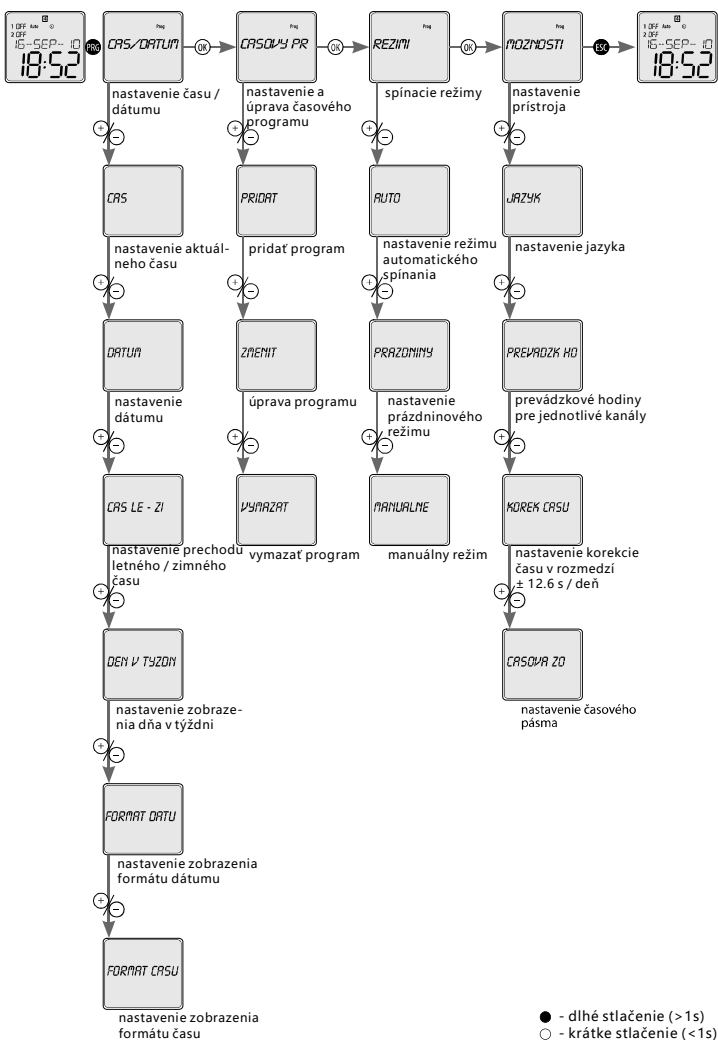 1 OFF Auto
2 OFF
16-SEP-10
18:52
PRG
Prog
CAS/DATUM
OK
Prog
CASOVY PR
OK
Prog
REZIMI
OK
Prog
MOZNOSTI
ESC
1 OFF Auto
2 OFF
16-SEP-10
18:52
nastavenie času /
dátumu
nastavenie a
úprava časového
programu
spínacie režimy
nastavenie
prístroja
+
-
+
-
+
-
+
-
CAS
PRIDAT
AUTO
JAZYK
nastavenie aktuál-
neho času
pridať program
nastavenie režimu
automatického
spínania
nastavenie jazyka
+
-
+
-
+
-
+
-
DATUM
ZMENIT
PRAZDNINY
PREVADZK HO
nastavenie
dátumu
úprava programu
nastavenie
prázdninového
režimu
prevádzkové hodiny
pre jednotlivé kanály
+
-
+
-
+
-
+
-
CAS LE - ZI
VYMAZAT
MANUALNE
KOREK CASU
nastavenie prechodu
letného / zimného
času
vymazať program
manuálny režim
nastavenie korekcie
času v rozmedzí
± 12.6 s / deň
+
-
+
-
DEN V TYZDN
CASOVA ZO
nastavenie zobraze-
nia dňa v týždni
nastavenie časového
pásma
+
-
FORMAT DATU
nastavenie zobrazenia
formátu dátumu
+
-
FORMAT CASU
nastavenie zobrazenia
formátu času
● - dlhé stlačenie (>1s)
○ - krátke stlačenie (<1s)